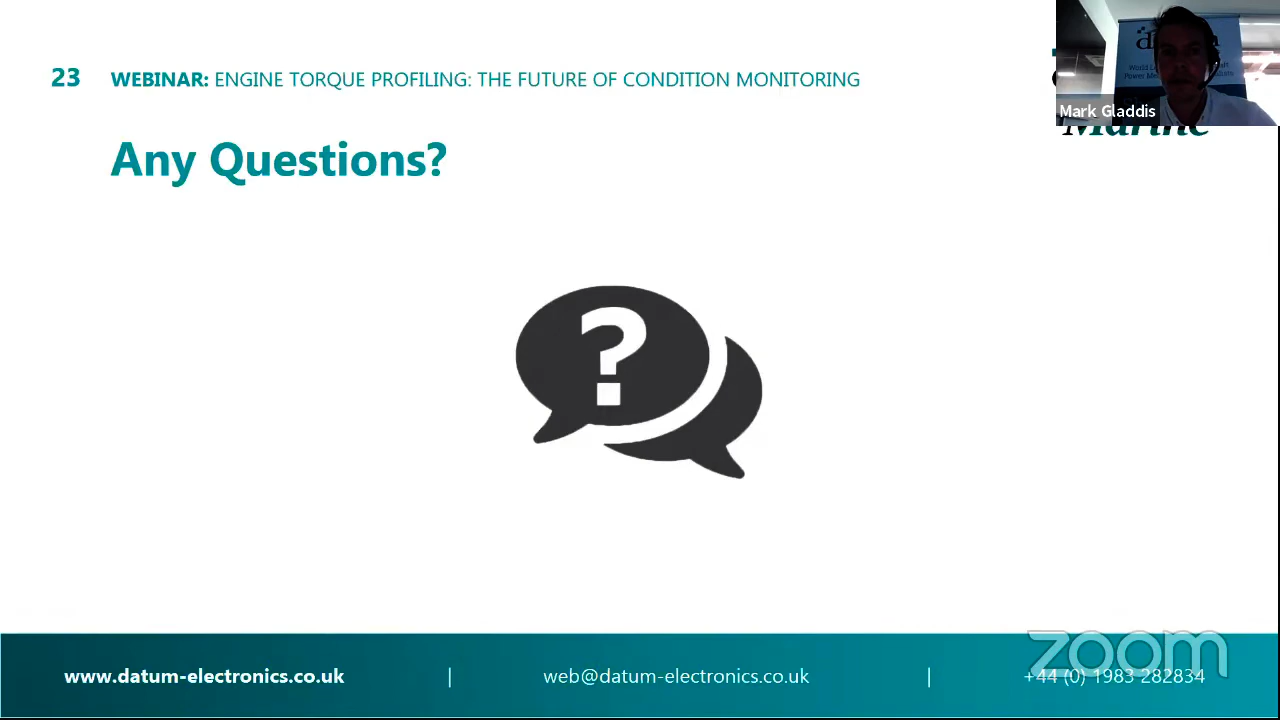 23 WEBINAR: ENGINE TORQUE PROFILING: THE FUTURE OF CONDITION MONITORING
Mark Gladdis
Marine
Any Questions?
?
www.datum-electronics.co.uk | web@datum-electronics.co.uk | +44 (0) 1983 282834
zoom